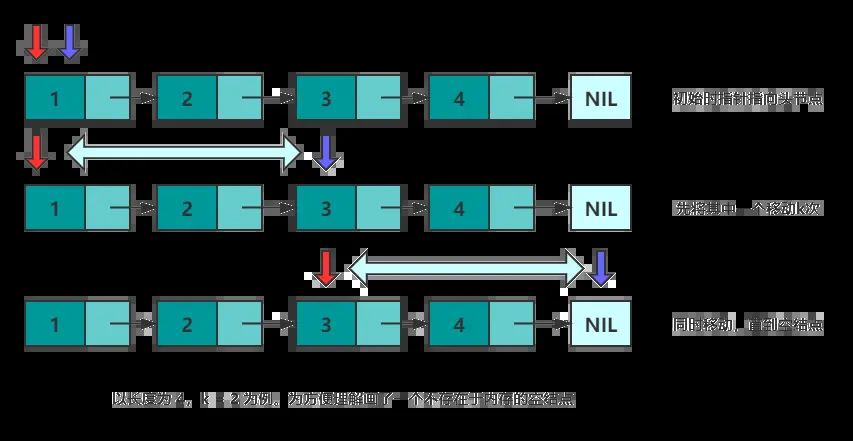 1 2 3 4 NIL 初始时指针指向头节点
1 2 3 4 NIL 先将其中一个移动k次
1 2 3 4 NIL 同时移动，直到空结点
以长度为4，k = 2为例。为方便理解画了一个不存在于内存的空结点